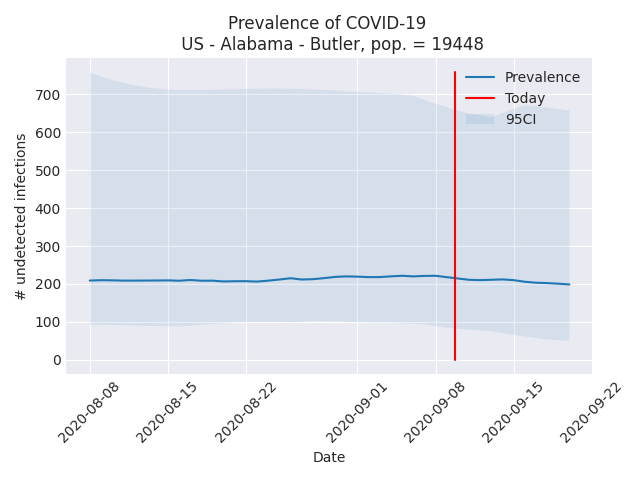 Prevalence of COVID-19
US - Alabama - Butler, pop. = 19448
Prevalence
Today
95CI
# undetected infections
700
600
500
400
300
200
100
0
2020-08-08
2020-08-15
2020-08-22
2020-09-01
2020-09-08
2020-09-15
2020-09-22
Date